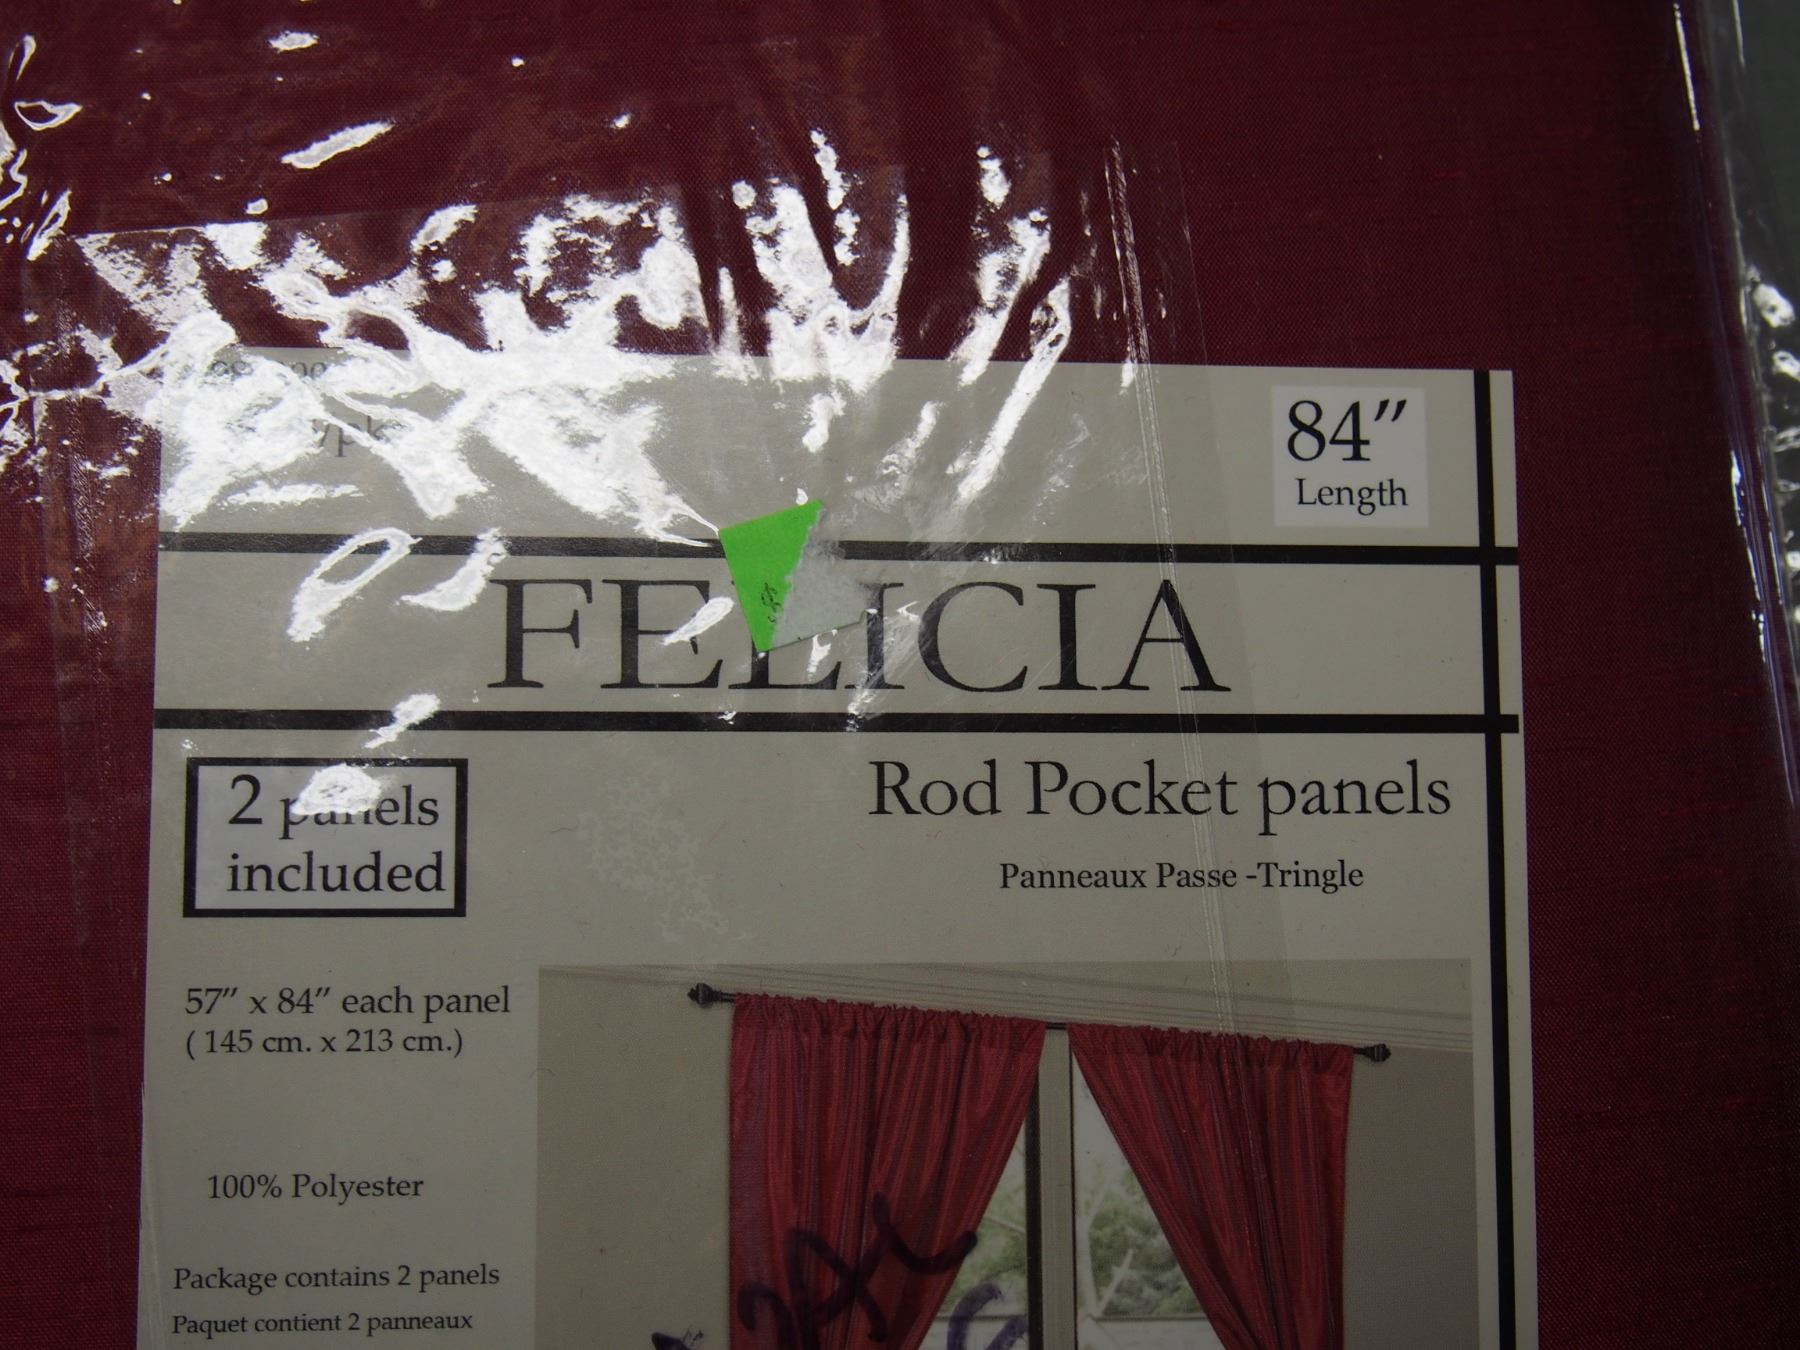 84″
Length
FELICIA
2 panels
included
Rod Pocket panels
Panneaux Passe -Tringle
57″ x 84″ each panel
( 145 cm. x 213 cm.)
100% Polyester
Package contains 2 panels
Paquet contient 2 panneaux